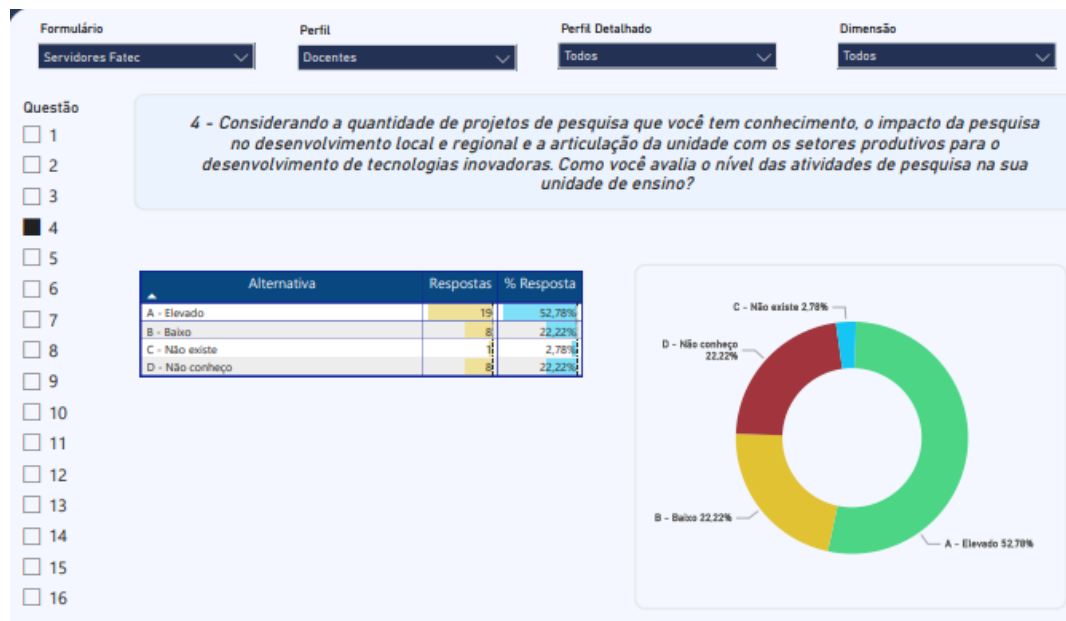 Formulário
Perfil
Perfil Detalhado
Dimensão
Servidores Fatec
Docentes
Todos
Todos
Questão
1
2
3
4
5
6
7
8
9
10
11
12
13
14
15
16
4 - Considerando a quantidade de projetos de pesquisa que você tem conhecimento, o impacto da pesquisa
no desenvolvimento local e regional e a articulação da unidade com os setores produtivos para o
desenvolvimento de tecnologias inovadoras. Como você avalia o nível das atividades de pesquisa na sua
unidade de ensino?
Alternativa Respostas % Resposta
A - Elevado 19 52,78%
B - Baixo 8 22,22%
C - Não existe 1 2,78%
D - Não conheço 8 22,22%
C - Não existe 2,78%
D - Não conheço
22,22%
B - Baixo 22,22%
A - Elevado 52,78%